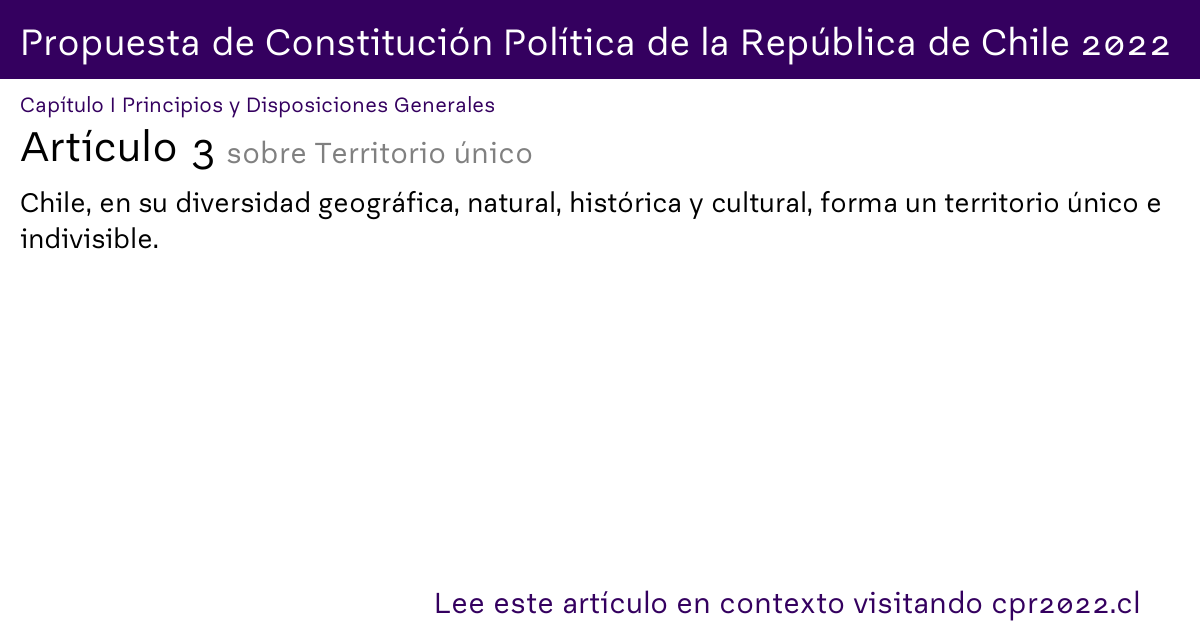 Propuesta de Constitución Política de la República de Chile 2022
Capítulo I Principios y Disposiciones Generales
Artículo 3 sobre Territorio único
Chile, en su diversidad geográfica, natural, histórica y cultural, forma un territorio único e
indivisible.
Lee este artículo en contexto visitando cpr2022.cl